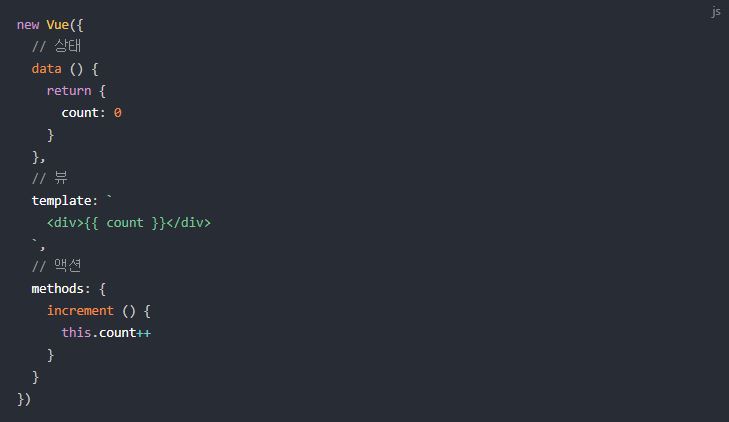 js
new Vue({
  // 상태
  data () {
    return {
      count: 0
    }
  },
  // 뷰
  template: `
    <div>{{ count }}</div>
  `,
  // 액션
  methods: {
    increment () {
      this.count++
    }
  }
})